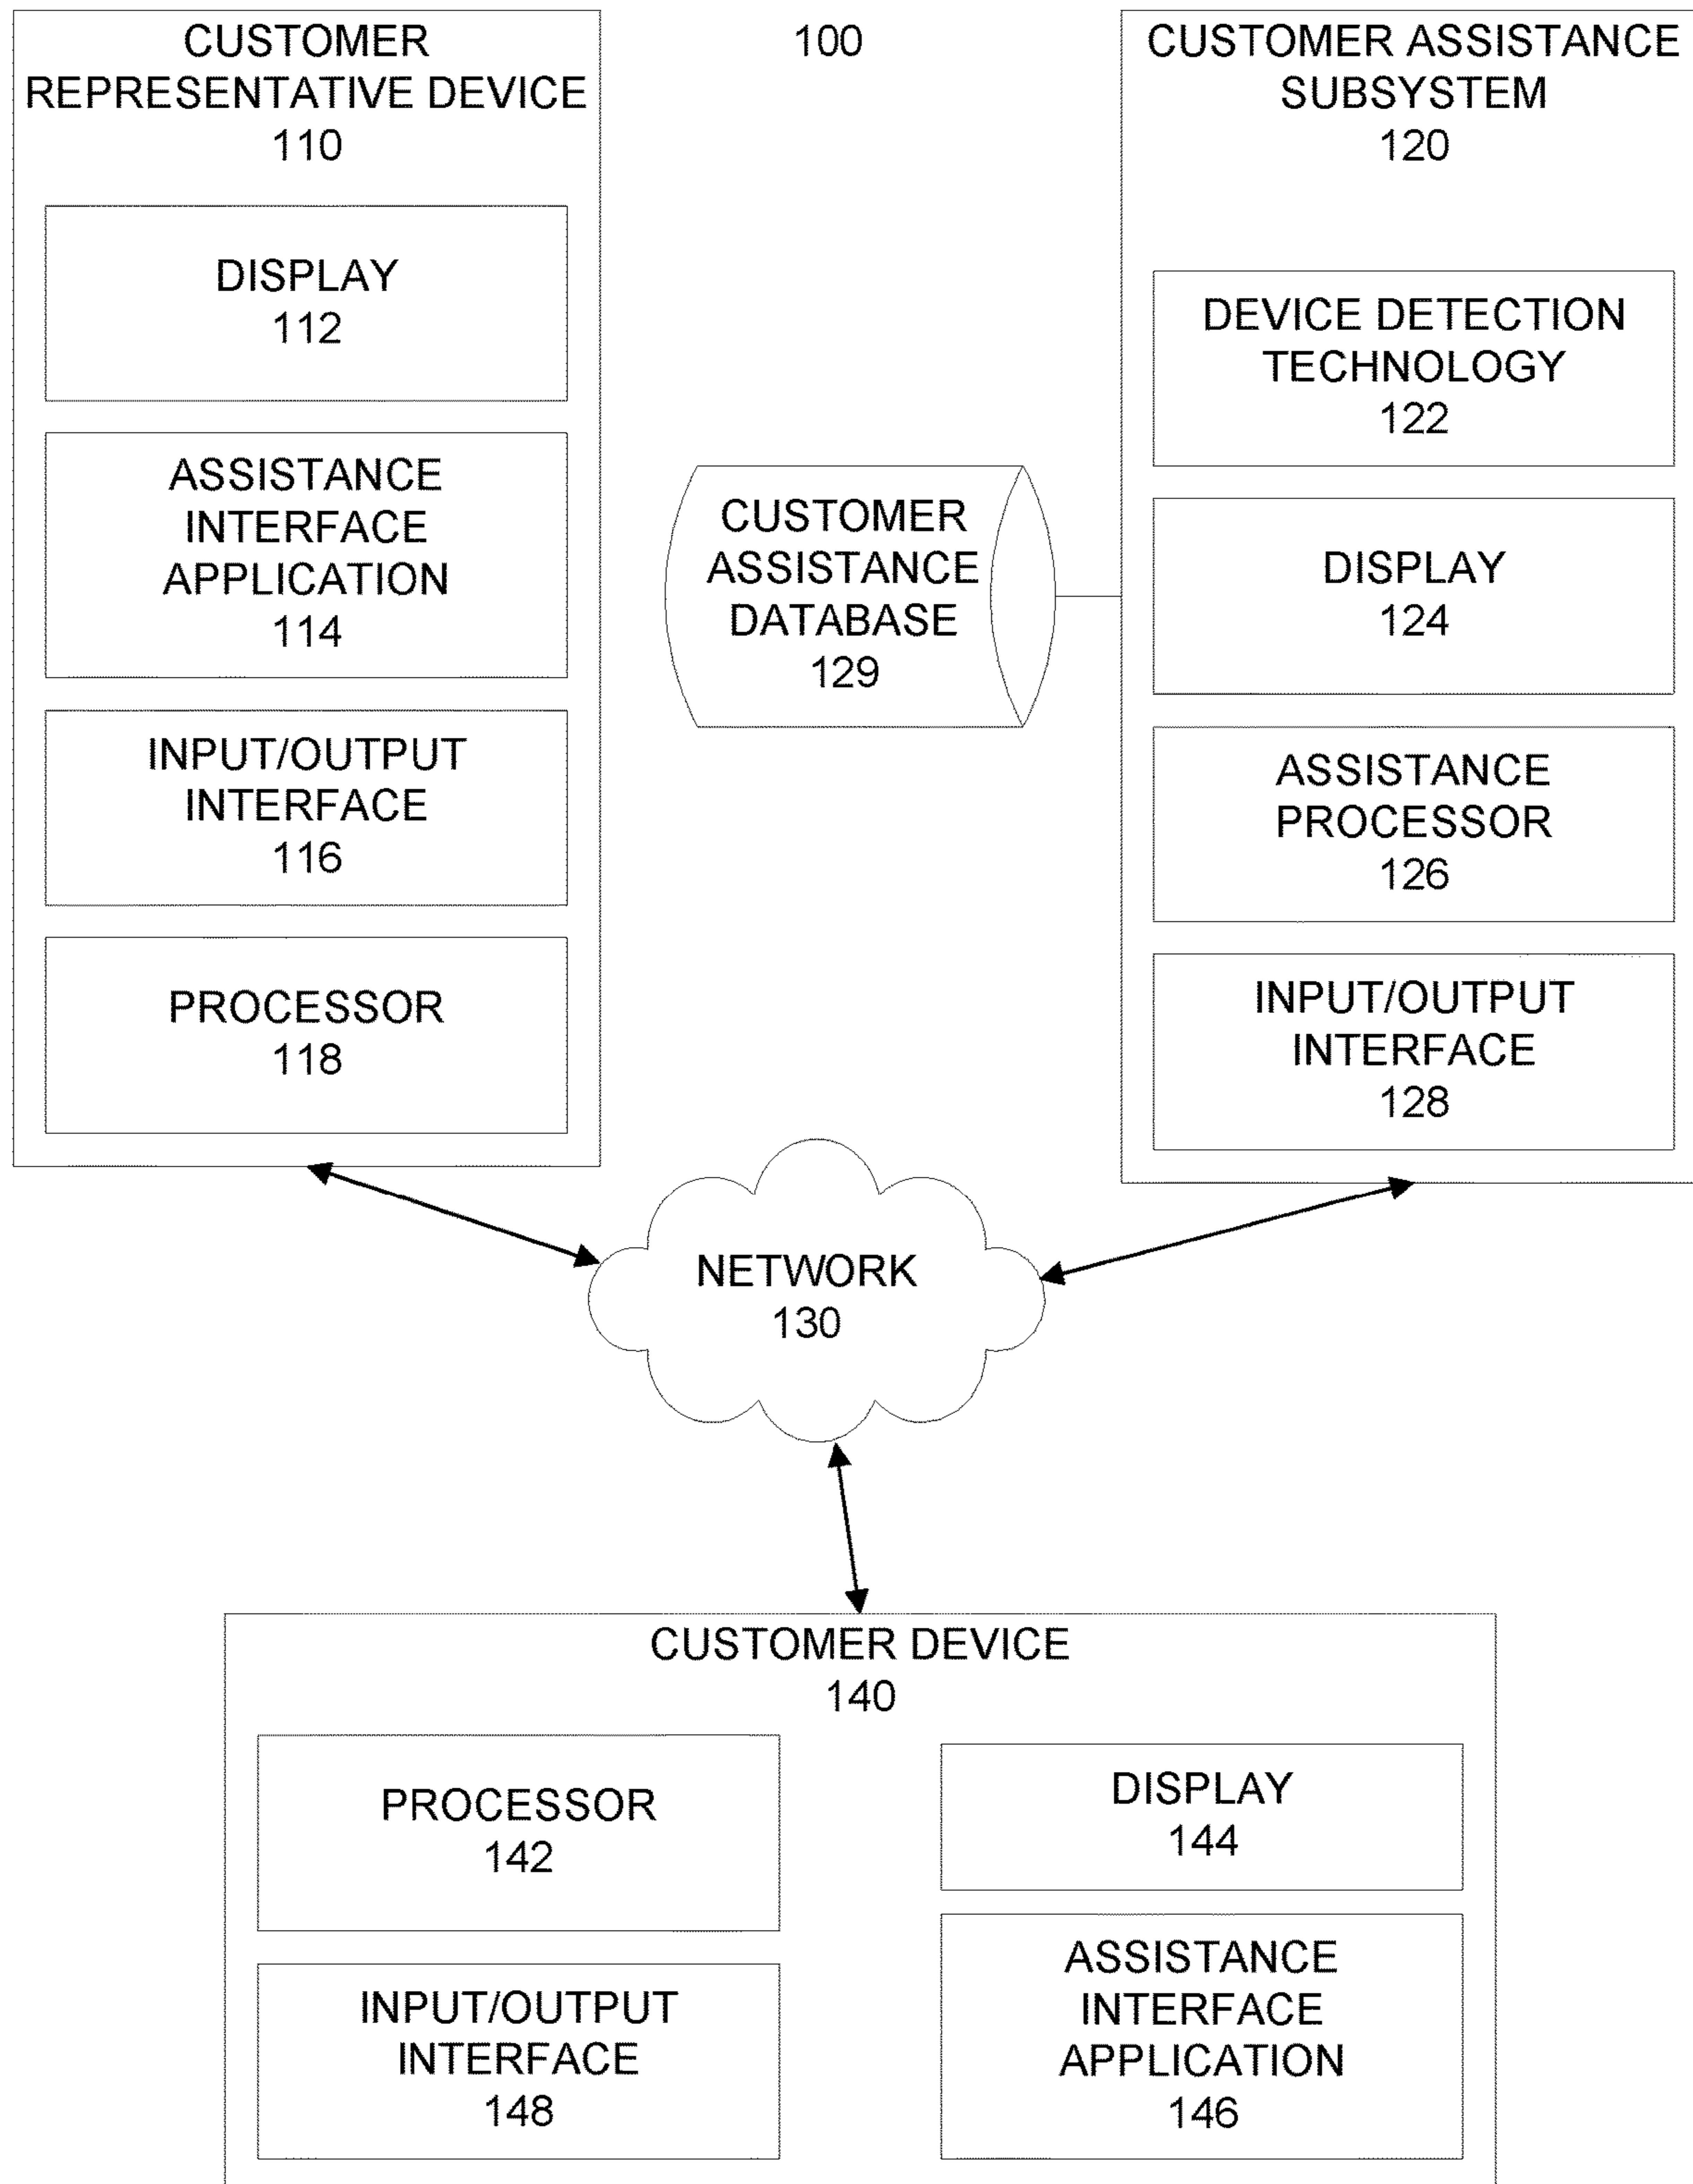 CUSTOMER
REPRESENTATIVE DEVICE
110
DISPLAY
112
ASSISTANCE
INTERFACE
APPLICATION
114
INPUT/OUTPUT
INTERFACE
116
PROCESSOR
118
100
CUSTOMER
ASSISTANCE
DATABASE
129
CUSTOMER ASSISTANCE
SUBSYSTEM
120
DEVICE DETECTION
TECHNOLOGY
122
DISPLAY
124
ASSISTANCE
PROCESSOR
126
INPUT/OUTPUT
INTERFACE
128
NETWORK
130
CUSTOMER DEVICE
140
PROCESSOR
142
DISPLAY
144
INPUT/OUTPUT
INTERFACE
148
ASSISTANCE
INTERFACE
APPLICATION
146